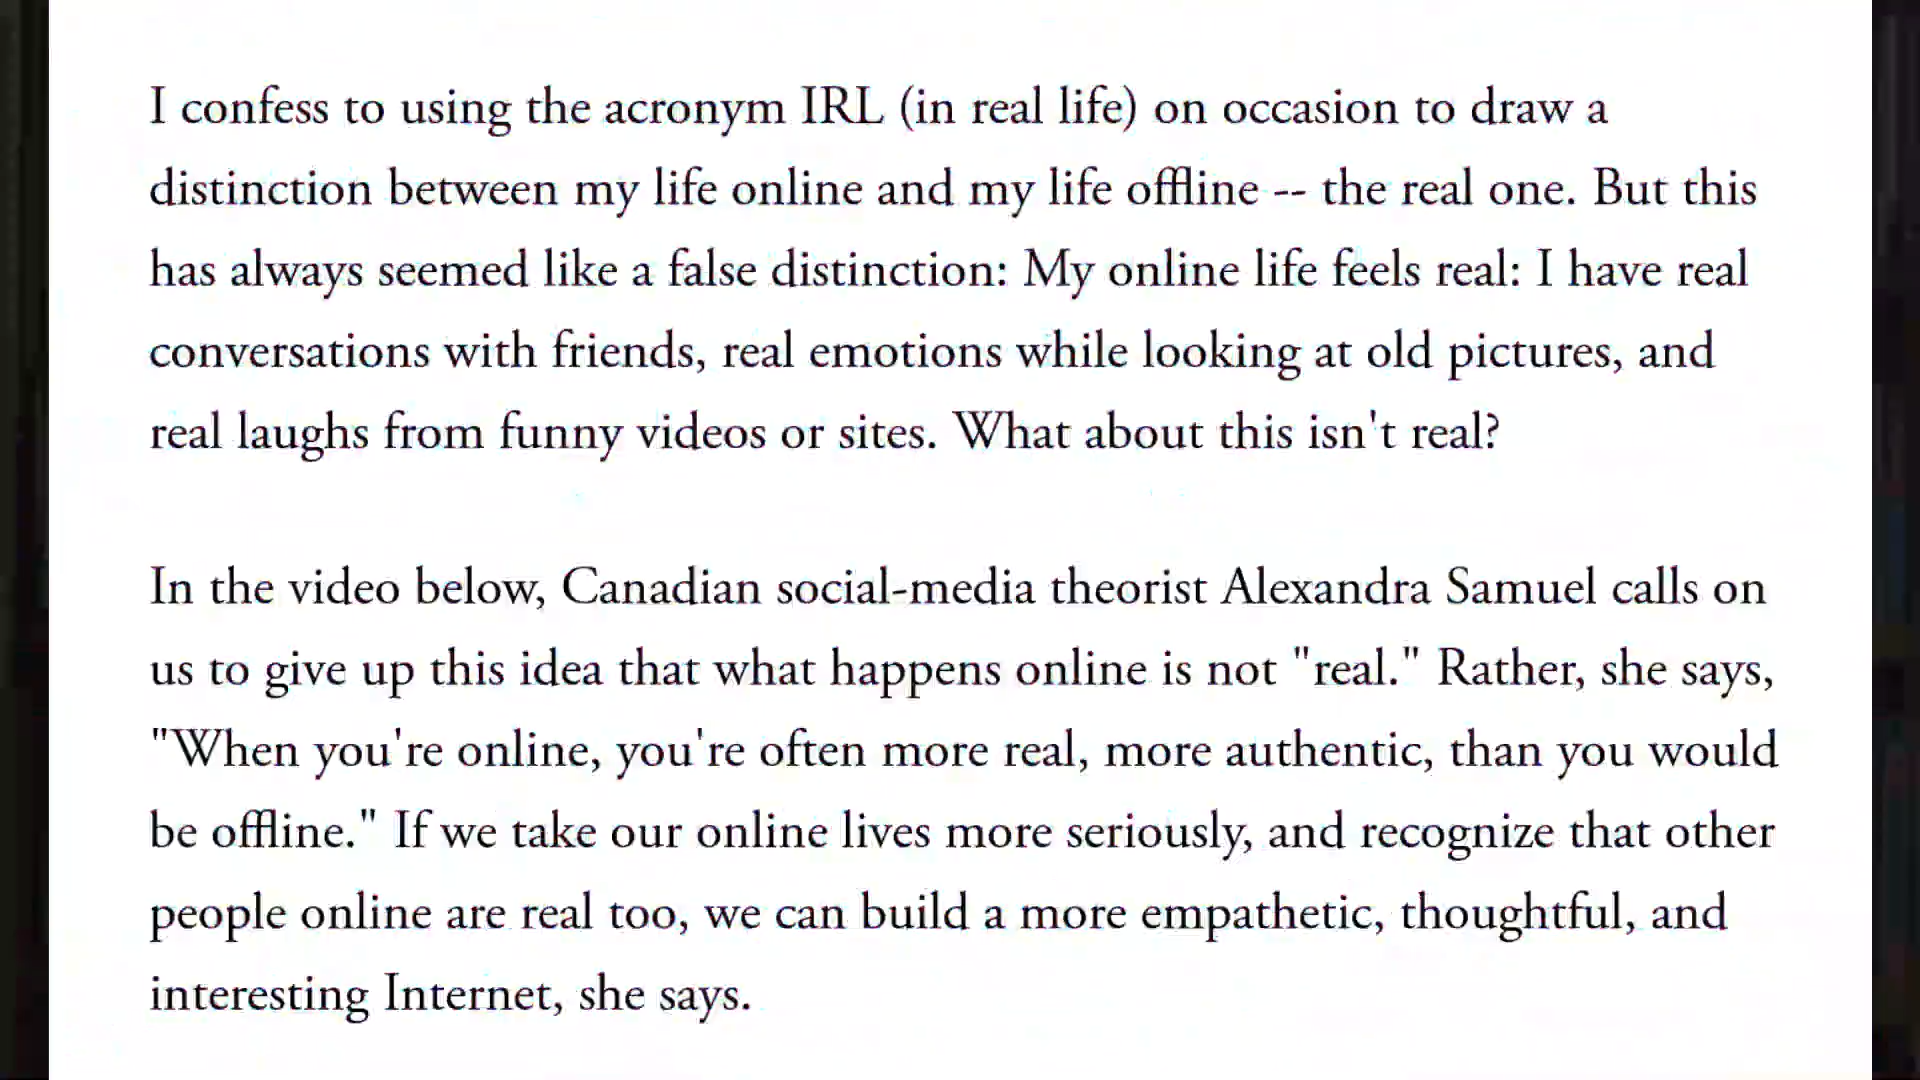 I confess to using the acronym IRL (in real life) on occasion to draw a
distinction between my life online and my life offline -- the real one. But this
has always seemed like a false distinction: My online life feels real: I have real
conversations with friends, real emotions while looking at old pictures, and
real laughs from funny videos or sites. What about this isn't real?
In the video below, Canadian social-media theorist Alexandra Samuel calls on
us to give up this idea that what happens online is not "real." Rather, she says,
"When you're online, you're often more real, more authentic, than you would
be offline." If we take our online lives more seriously, and recognize that other
people online are real too, we can build a more empathetic, thoughtful, and
interesting Internet, she says.